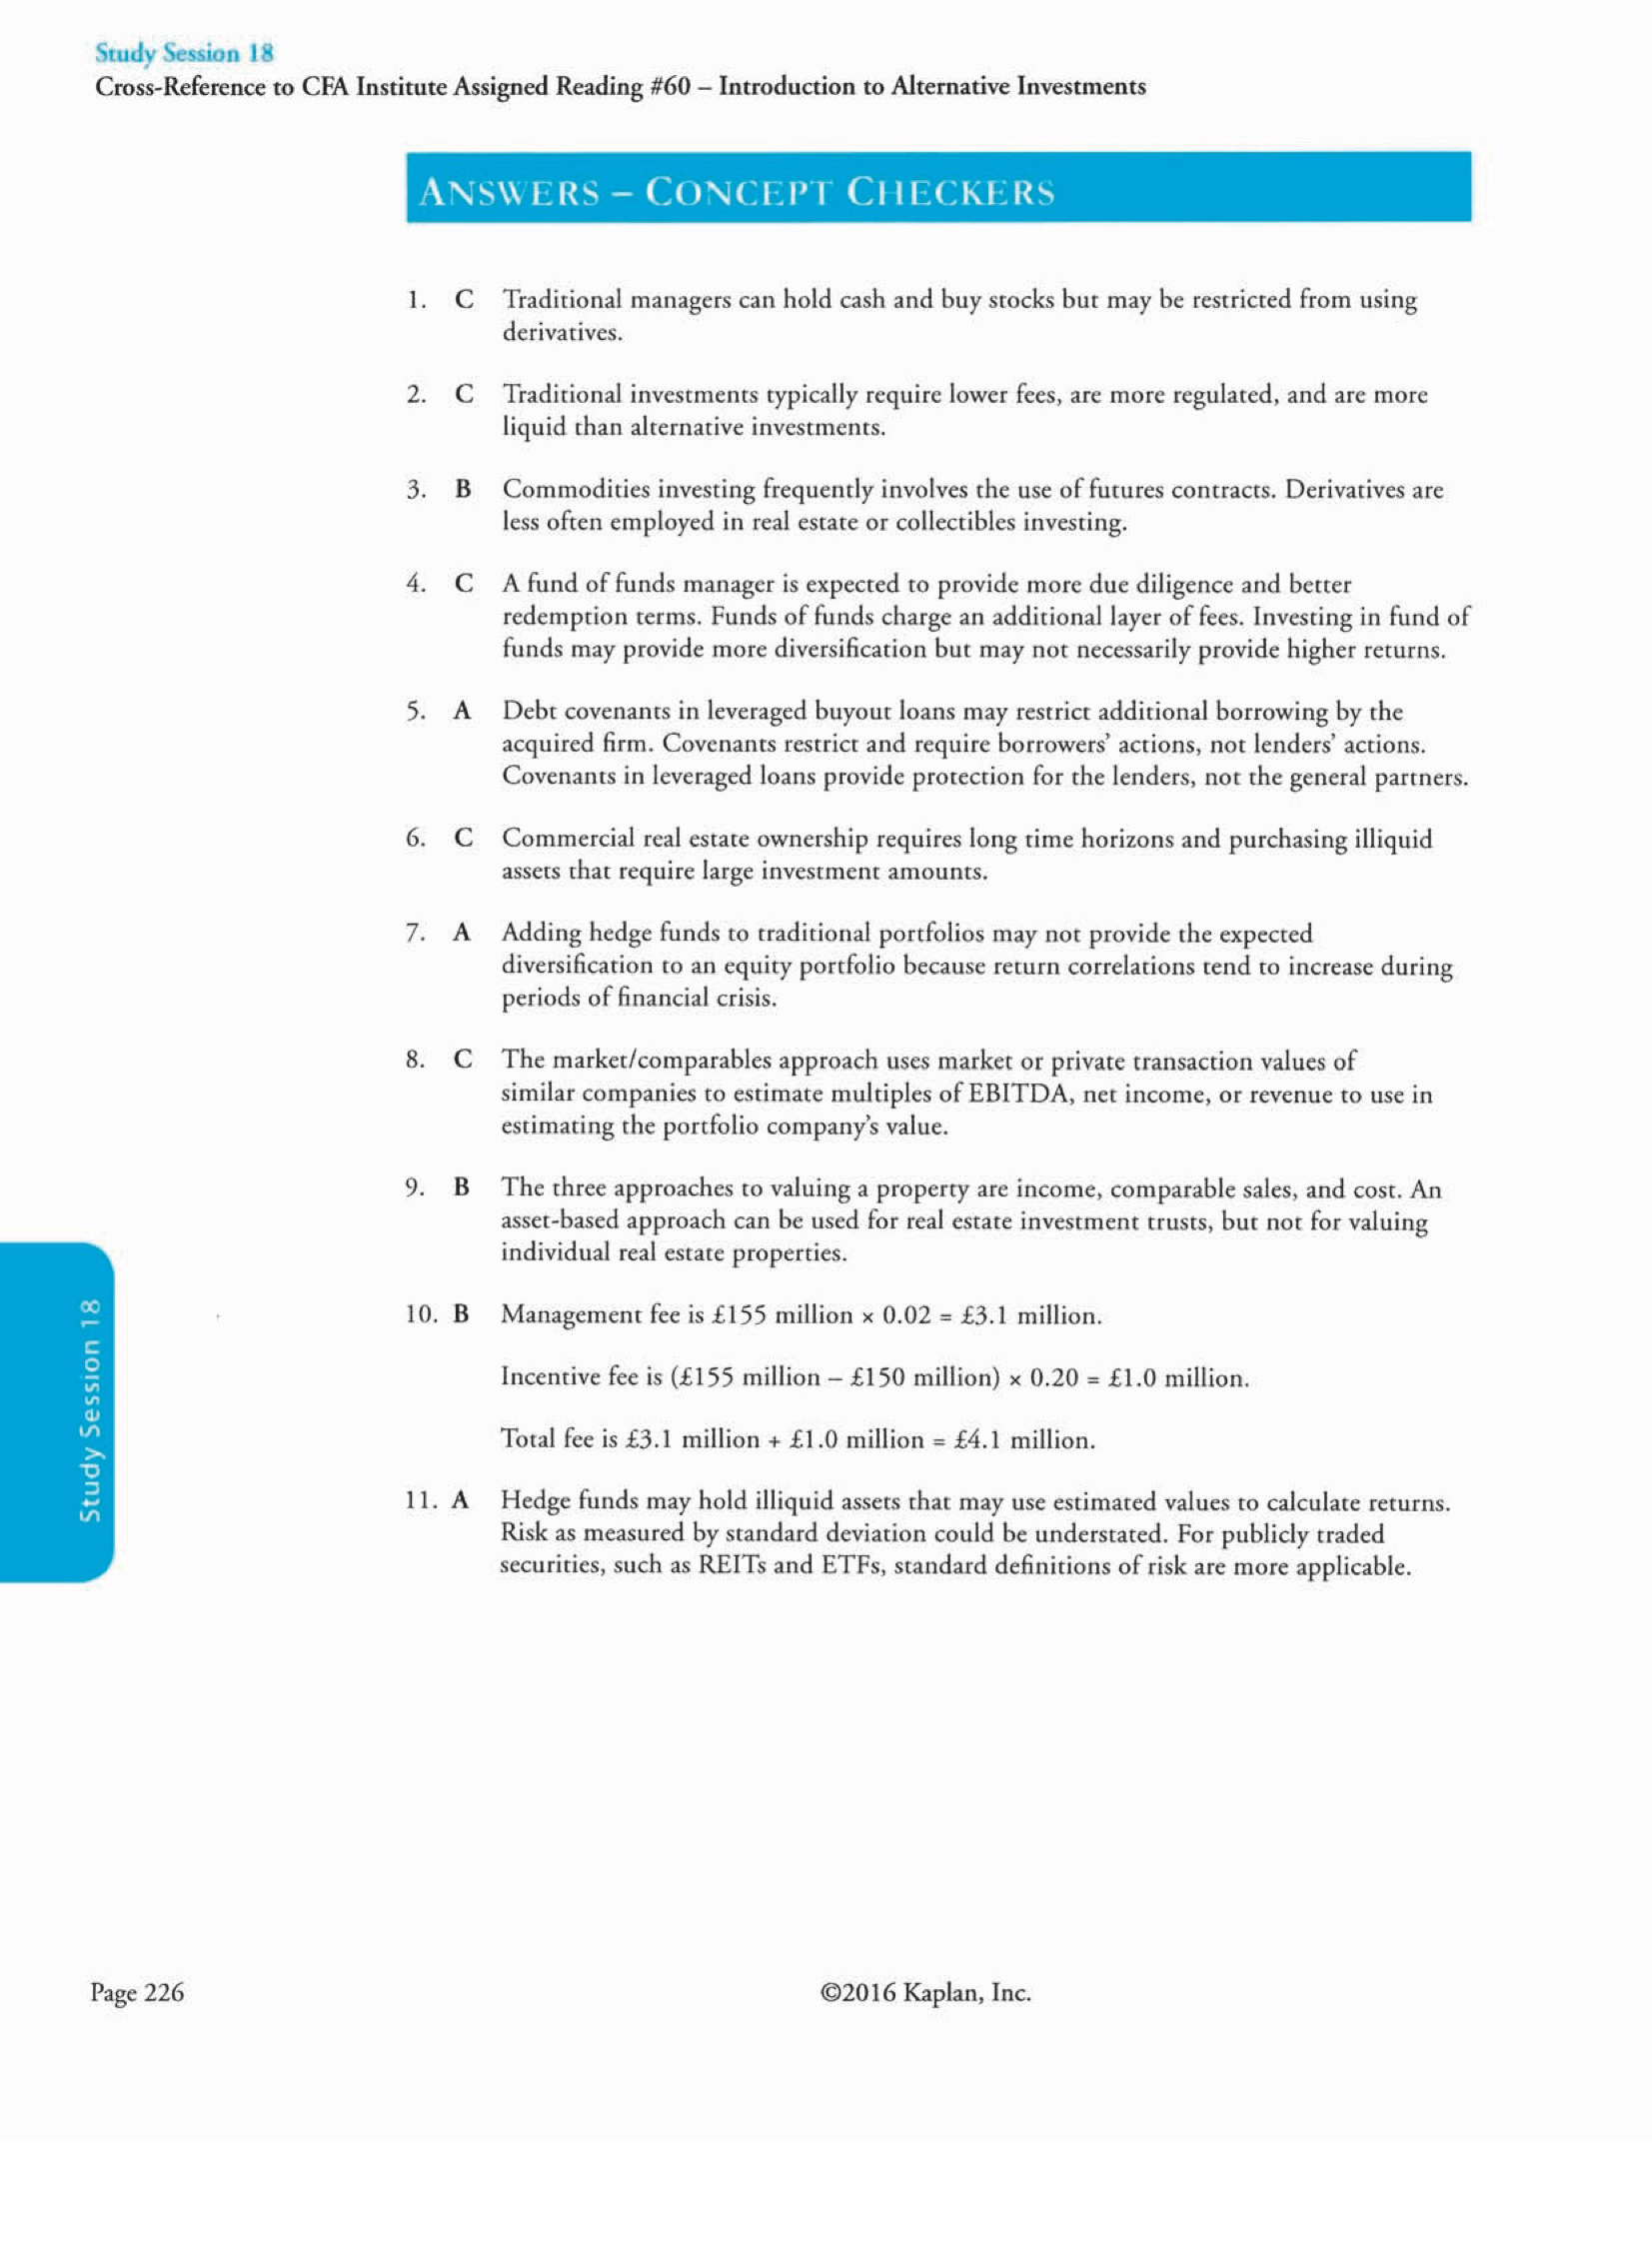 Study Session 18
Cross-Reference to CFA Institute Assigned Reading #60 – Introduction to Alternative Investments
ANSWERS – CONCEPT CHECKERS
1. C Traditional managers can hold cash and buy stocks but may be restricted from using
derivatives.
2. C Traditional investments typically require lower fees, are more regulated, and are more
liquid than alternative investments.
3. B Commodities investing frequently involves the use of futures contracts. Derivatives are
less often employed in real estate or collectibles investing.
4. C A fund of funds manager is expected to provide more due diligence and better
redemption terms. Funds of funds charge an additional layer of fees. Investing in fund of
funds may provide more diversification but may not necessarily provide higher returns.
5. A Debt covenants in leveraged buyout loans may restrict additional borrowing by the
acquired firm. Covenants restrict and require borrowers' actions, not lenders' actions.
Covenants in leveraged loans provide protection for the lenders, not the general partners.
6. C Commercial real estate ownership requires long time horizons and purchasing illiquid
assets that require large investment amounts.
7. A Adding hedge funds to traditional portfolios may not provide the expected
diversification to an equity portfolio because return correlations tend to increase during
periods of financial crisis.
8. C The market/comparables approach uses market or private transaction values of
similar companies to estimate multiples of EBITDA, net income, or revenue to use in
estimating the portfolio company's value.
9. B The three approaches to valuing a property are income, comparable sales, and cost. An
asset-based approach can be used for real estate investment trusts, but not for valuing
individual real estate properties.
10. B Management fee is £155 million × 0.02 = £3.1 million.
Incentive fee is (£155 million – £150 million) × 0.20 = £1.0 million.
Total fee is £3.1 million + £1.0 million = £4.1 million.
11. A Hedge funds may hold illiquid assets that may use estimated values to calculate returns.
Risk as measured by standard deviation could be understated. For publicly traded
securities, such as REITs and ETFs, standard definitions of risk are more applicable.
Study Session 18
Page 226
©2016 Kaplan, Inc.